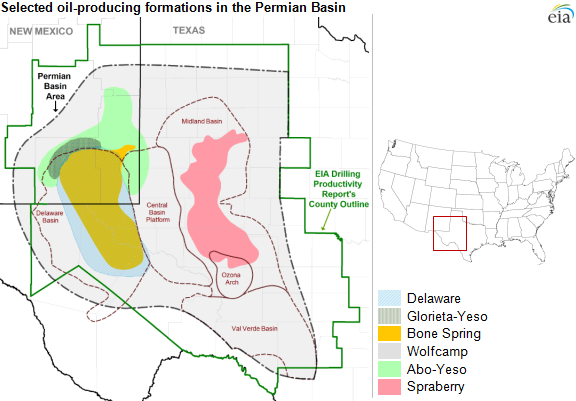 Selected oil-producing formations in the Permian Basin
eia
NEW MEXICO
TEXAS
Permian
Basin
Area
Midland Basin
EIA Drilling
Productivity
Report's
County Outline
Delaware
Basin
Central
Basin
Platform
Ozona
Arch
Val Verde Basin
Delaware
Glorieta-Yeso
Bone Spring
Wolfcamp
Abo-Yeso
Spraberry